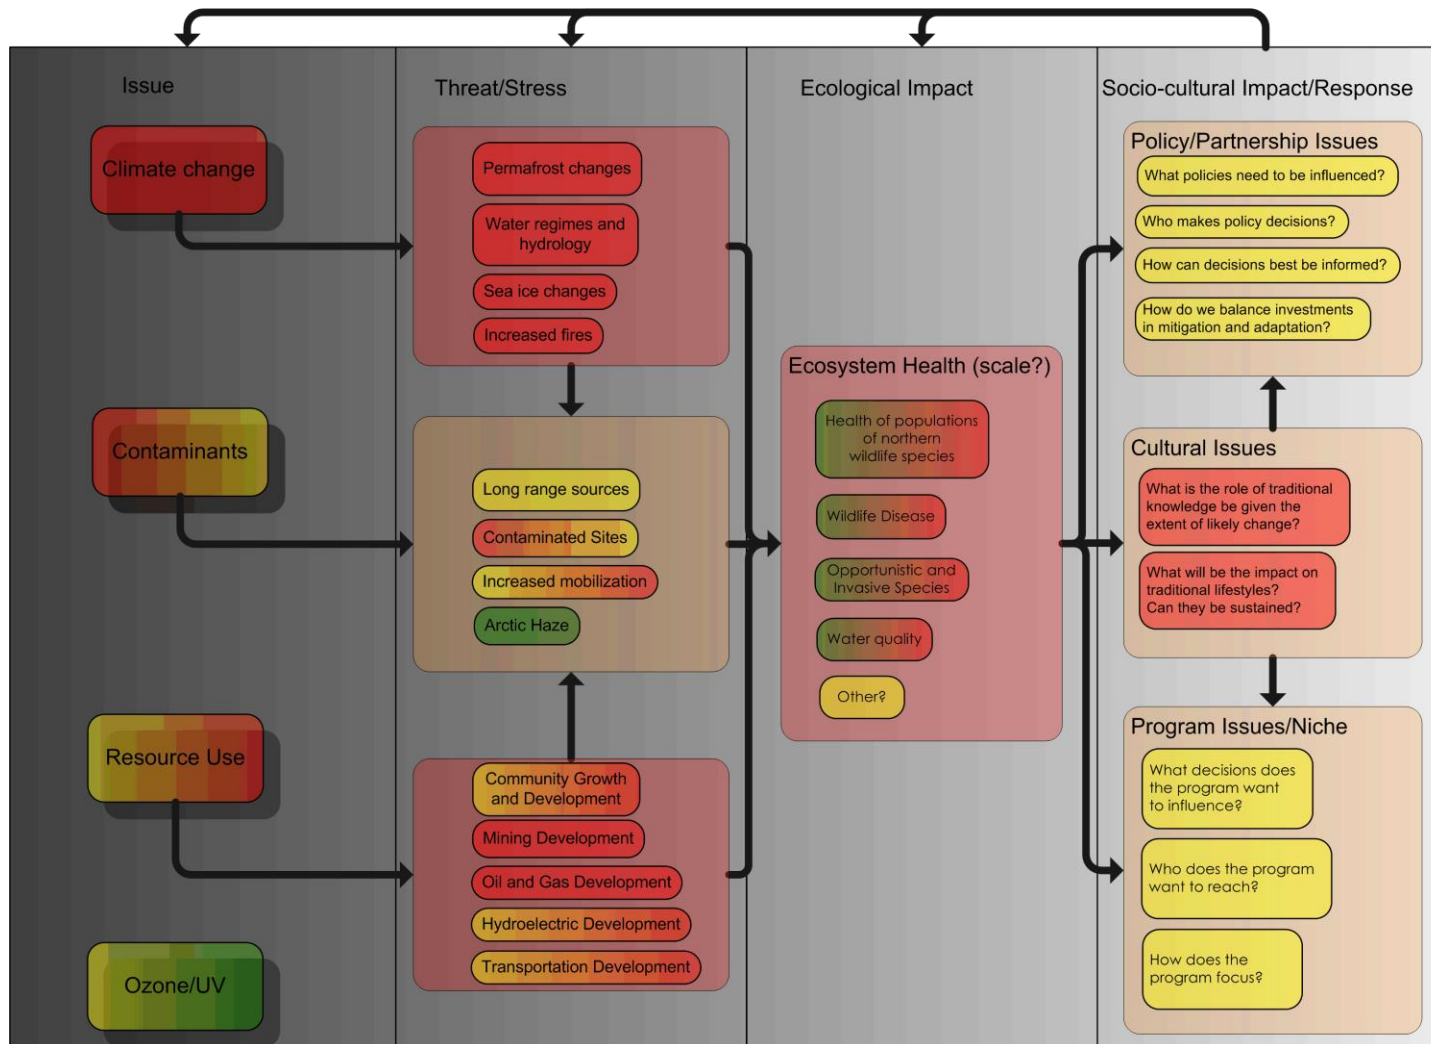 Issue
Threat/Stress
Ecological Impact
Socio-cultural Impact/Response
Climate change
Contaminants
Resource Use
Ozone/UV
Permafrost changes
Water regimes and
hydrology
Sea ice changes
Increased fires
Long range sources
Contaminated Sites
Increased mobilization
Arctic Haze
Community Growth
and Development
Mining Development
Oil and Gas Development
Hydroelectric Development
Transportation Development
Ecosystem Health (scale?)
Health of populations
of northern
wildlife species
Wildlife Disease
Opportunistic and
Invasive Species
Water quality
Other?
Policy/Partnership Issues
What policies need to be influenced?
Who makes policy decisions?
How can decisions best be informed?
How do we balance investments
in mitigation and adaptation?
Cultural Issues
What is the role of traditional
knowledge be given the
extent of likely change?
What will be the impact on
traditional lifestyles?
Can they be sustained?
Program Issues/Niche
What decisions does
the program want
to influence?
Who does the program
want to reach?
How does the
program focus?